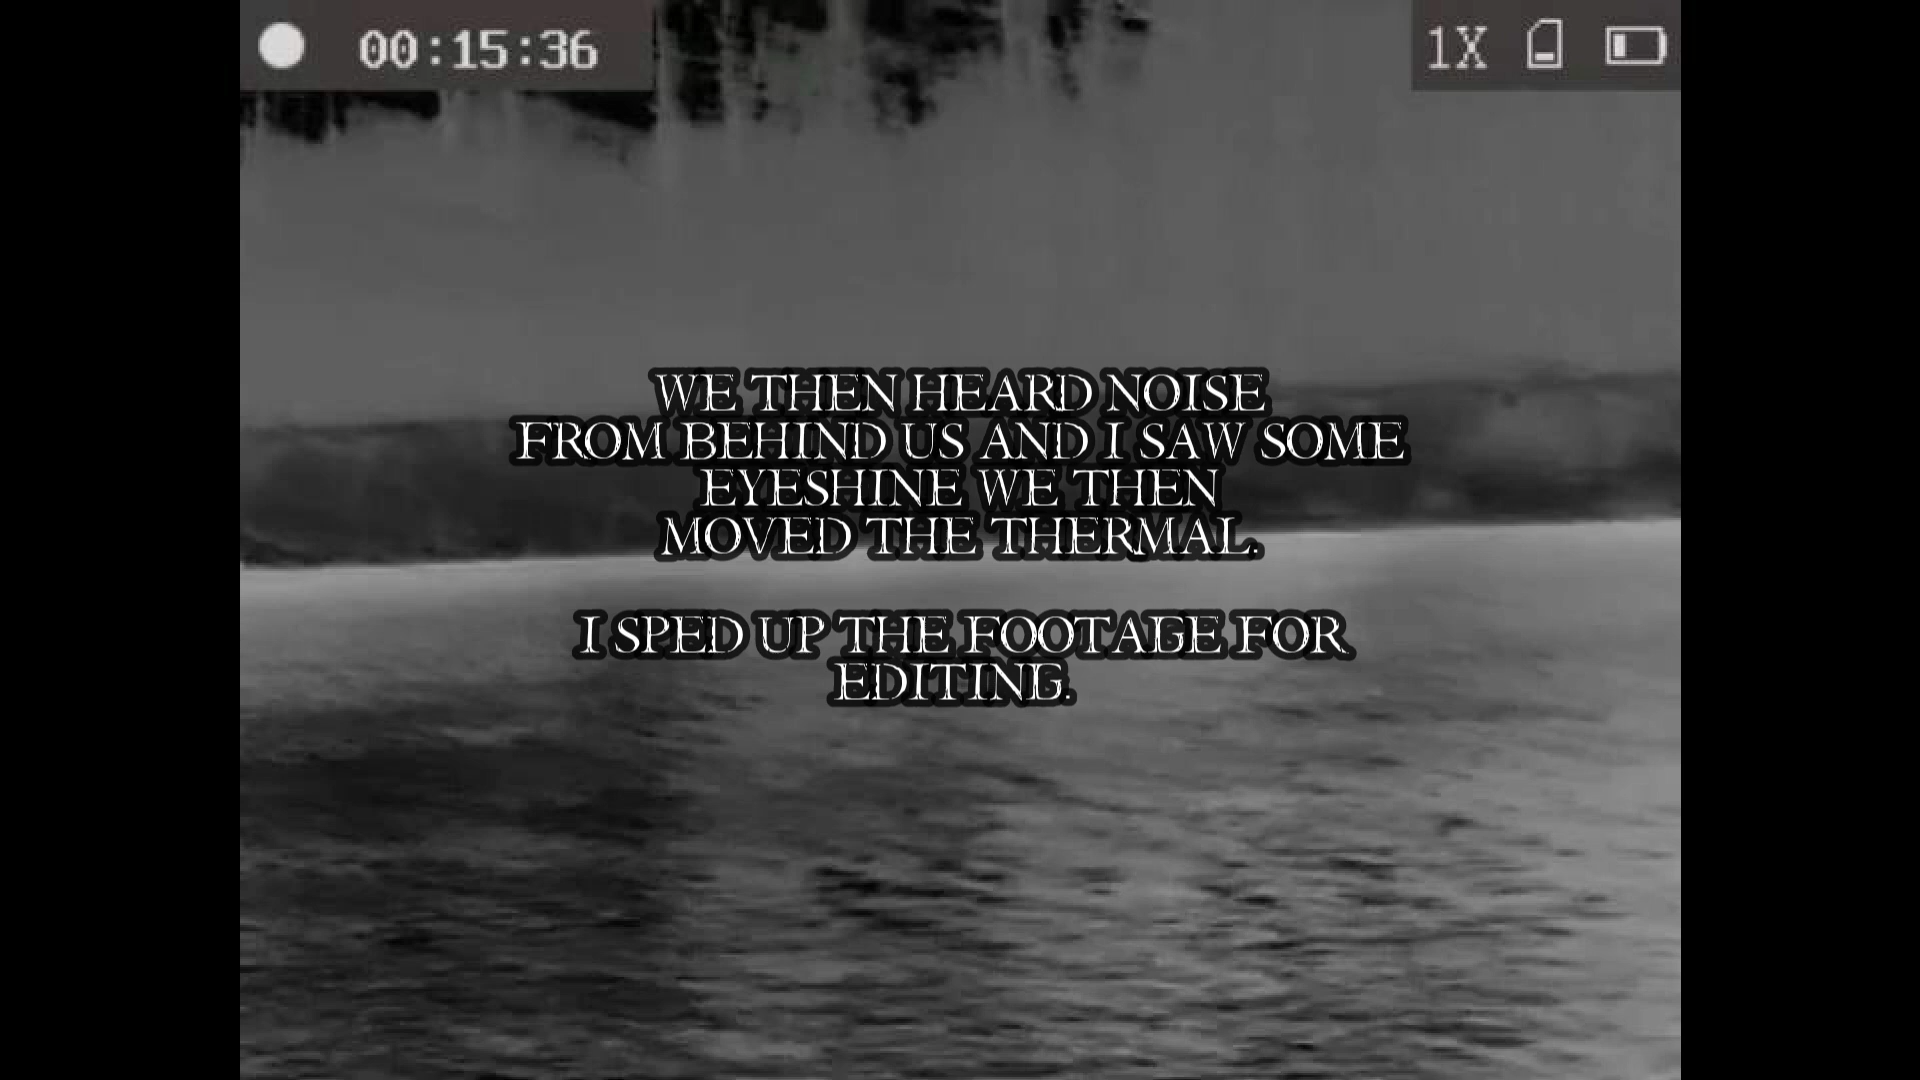 00:15:36
1X
WE THEN HEARD NOISE
FROM BEHIND US AND I SAW SOME
EYESHINE WE THEN
MOVED THE THERMAL.
I SPED UP THE FOOTAGE FOR
EDITING.